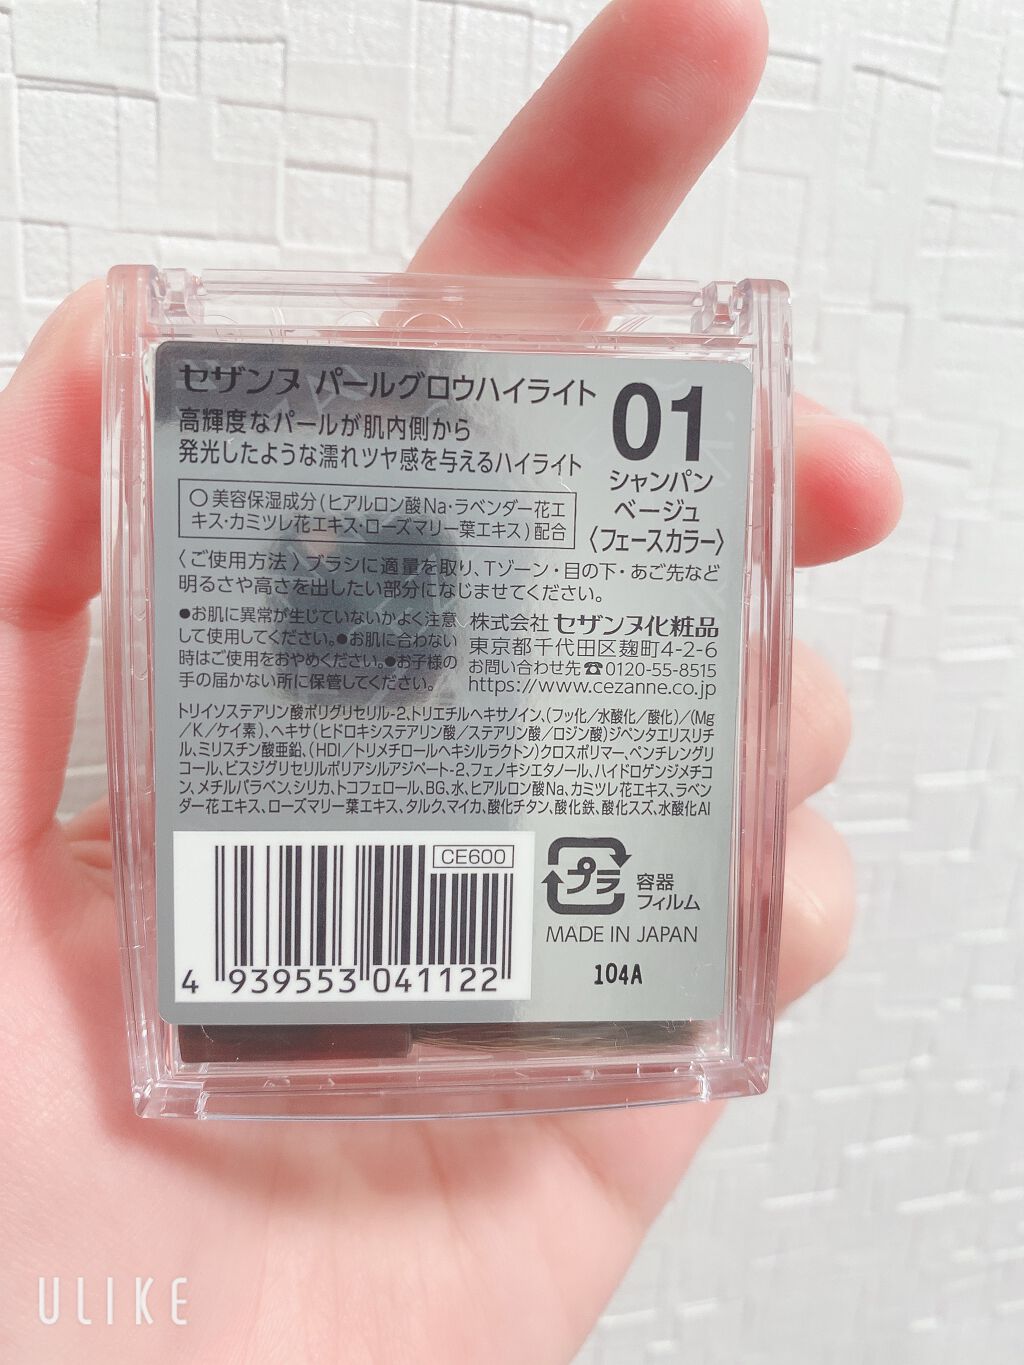 セザンヌ パールグロウハイライト
高輝度なパールが肌内側から
発光したような濡れツヤ感を与えるハイライト
01
シャンパン
ベージュ
〈フェースカラー〉
○美容保湿成分(ヒアルロン酸Na・ラベンダー花エ
キス・カミツレ花エキス・ローズマリー葉エキス)配合
〈ご使用方法〉ブラシに適量を取り、Tゾーン・目の下・あご先など
明るさや高さを出したい部分になじませてください。
●お肌に異常が生じていないかよく注意
して使用してください。●お肌に合わない
時はご使用をおやめください。●お子様の
手の届かない所に保管してください。
株式会社 セザンヌ化粧品
東京都千代田区麹町4-2-6
お問い合わせ先☎0120-55-8515
https://www.cezanne.co.jp
トリイソステアリン酸ポリグリセリル-2、トリエチルヘキサノイン、(フッ化/水酸化/酸化)/(Mg
/K/ケイ素)、ヘキサ(ヒドロキシステアリン酸/ステアリン酸/ロジン酸)ジペンタエリスリチ
ル、ミリスチン酸亜鉛、(HDI/トリメチロールヘキシルラクトン)クロスポリマー、ペンチレングリ
コール、ビスジグリセリルポリアシルアジペート-2、フェノキシエタノール、ハイドロゲンジメチコ
ン、メチルパラベン、シリカ、トコフェロール、BG、水、ヒアルロン酸Na、カミツレ花エキス、ラベン
ダー花エキス、ローズマリー葉エキス、タルク、マイカ、酸化チタン、酸化鉄、酸化スズ、水酸化Al
CE600
4 939553 041122
プラ
容器
フィルム
MADE IN JAPAN
104A
ULIKE